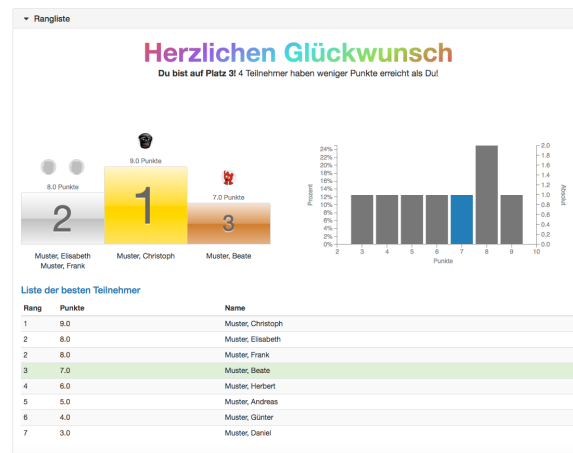 Rangliste
Herzlichen Glückwunsch
Du bist auf Platz 3! 4 Teilnehmer haben weniger Punkte erreicht als Du!
9.0 Punkte
8.0 Punkte
7.0 Punkte
2
1
3
Muster, Elisabeth
Muster, Frank
Muster, Christoph
Muster, Beate
24%
22%
20%
18%
16%
14%
12%
10%
8%
6%
4%
2%
0%
Prozent
2 3 4 5 6 7 8 9 10
Punkte
2.0
1.8
1.6
1.4
1.2
1.0
0.8
0.6
0.4
0.2
0.0
Absolut
Liste der besten Teilnehmer
Rang Punkte Name
1 9.0 Muster, Christoph
2 8.0 Muster, Elisabeth
2 8.0 Muster, Frank
3 7.0 Muster, Beate
4 6.0 Muster, Herbert
5 5.0 Muster, Andreas
6 4.0 Muster, Günter
7 3.0 Muster, Daniel